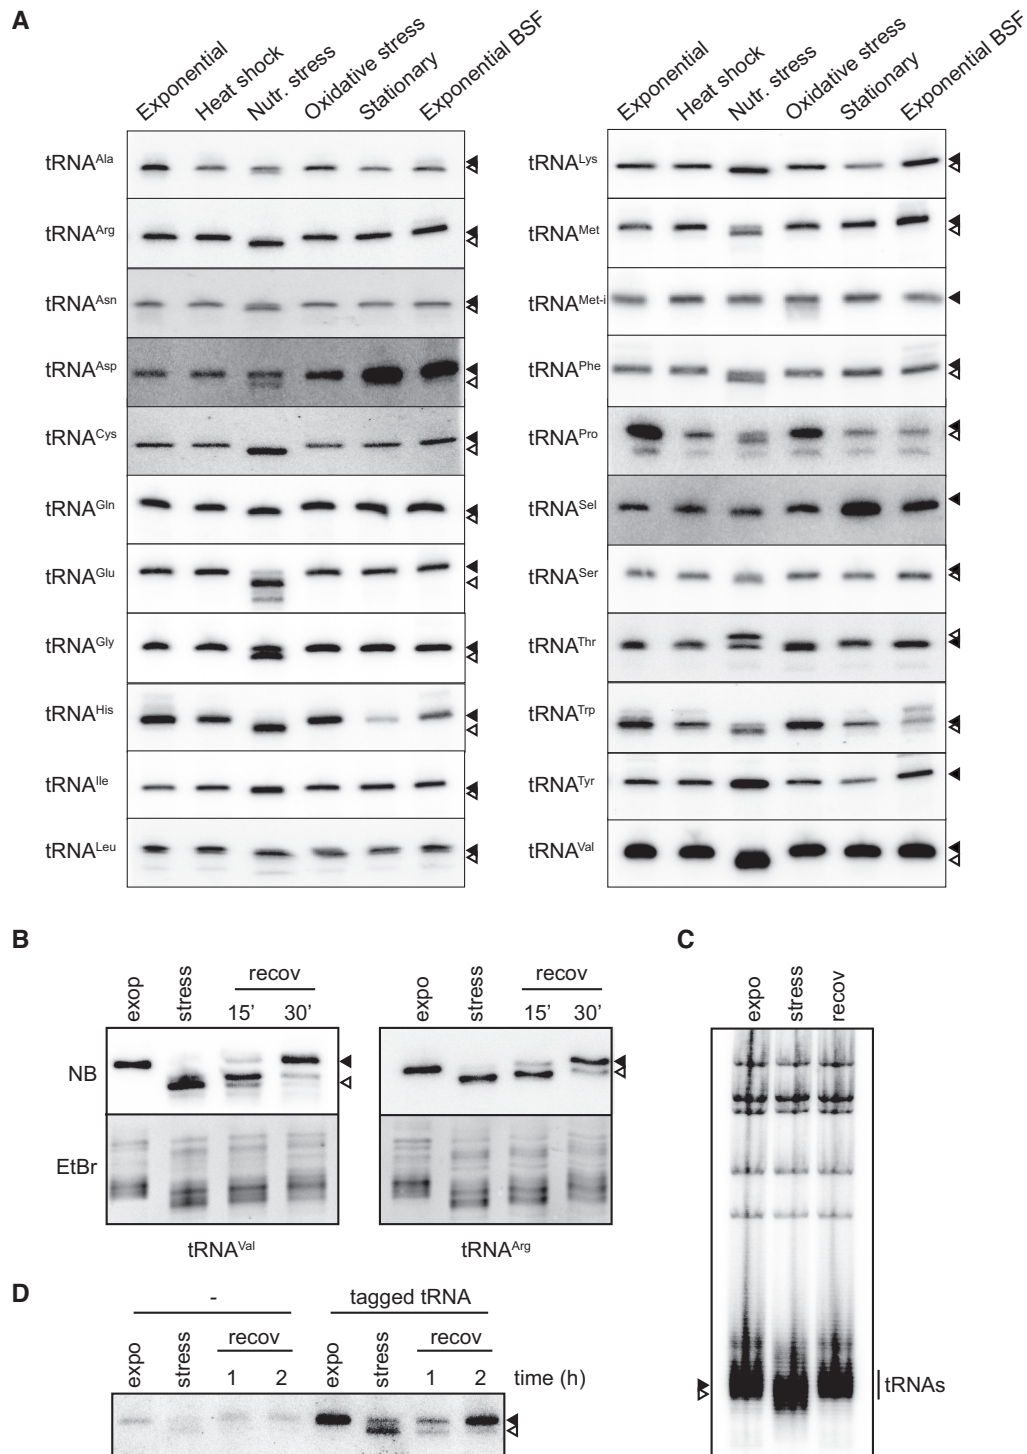 A
Exponential
Heat shock
Nutr. stress
Oxidative stress
Stationary
Exponential BSF
tRNAAla
tRNAArg
tRNAAsn
tRNAAsp
tRNACys
tRNAGln
tRNAGlu
tRNAGly
tRNAHis
tRNAIle
tRNALeu
Exponential
Heat shock
Nutr. stress
Oxidative stress
Stationary
Exponential BSF
tRNALys
tRNAMet
tRNAMet-i
tRNAPhe
tRNAPro
tRNASel
tRNASer
tRNAThr
tRNATrp
tRNATyr
tRNAVal
B
exop
stress
recov
15’ 30’
expo
stress
recov
15’ 30’
NB
EtBr
tRNAVal
tRNAArg
C
expo
stress
recov
tRNAs
D
- tagged tRNA
expo
stress
recov
1 2
expo
stress
recov
1 2
time (h)